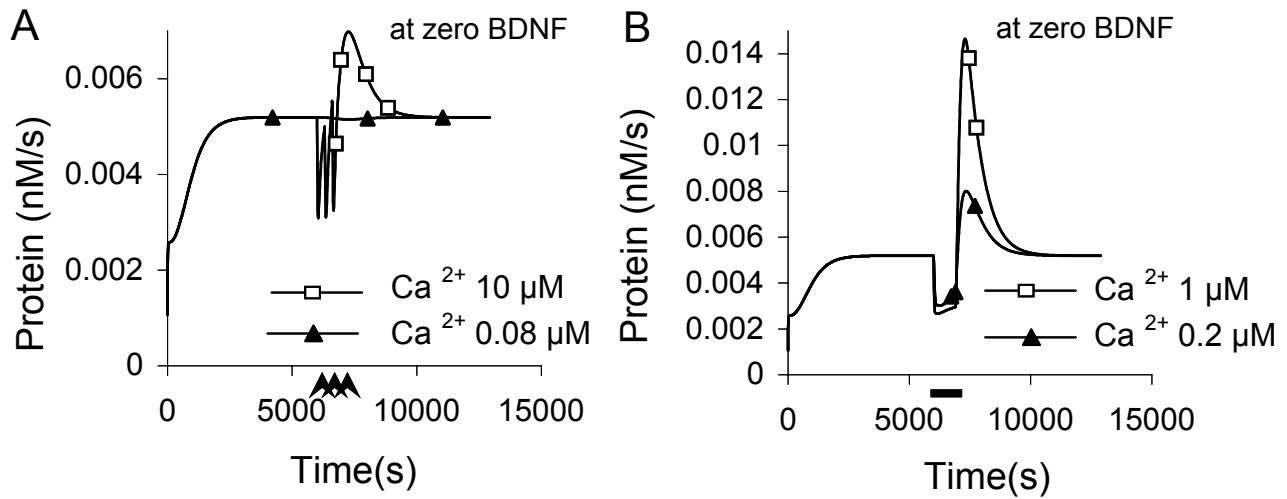 A
at zero BDNF
Protein (nM/s)
0.006
0.004
0.002
0
Ca 2+ 10 µM
Ca 2+ 0.08 µM
0
5000
10000
15000
Time(s)
B
at zero BDNF
Protein (nM/s)
0.014
0.012
0.01
0.008
0.006
0.004
0.002
0
Ca 2+ 1 µM
Ca 2+ 0.2 µM
0
5000
10000
15000
Time(s)